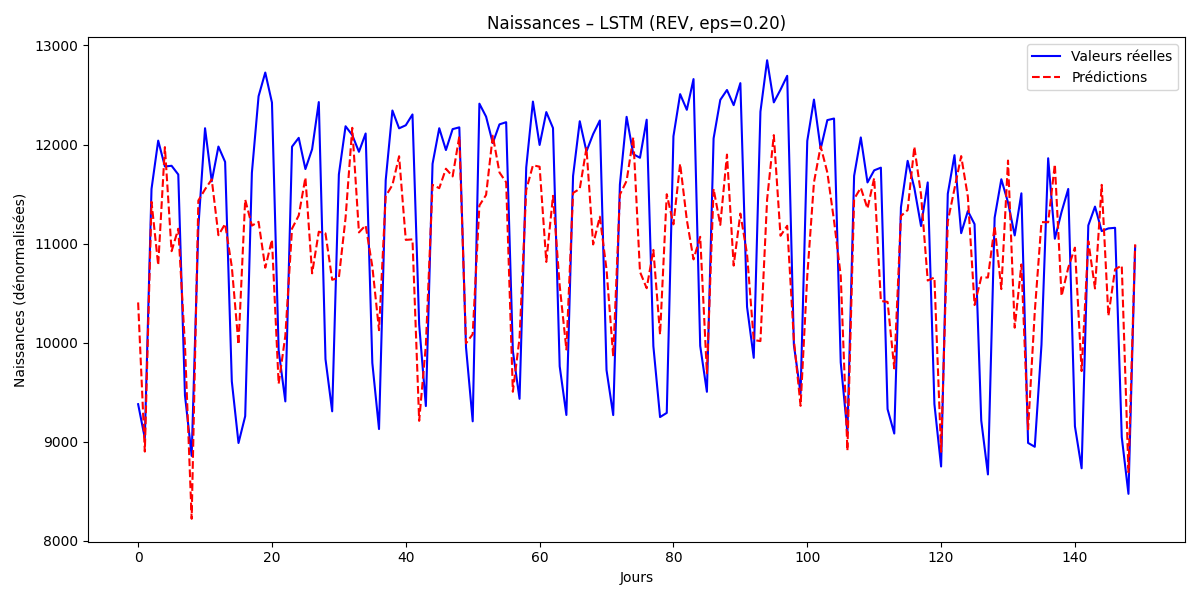 Naissances – LSTM (REV, eps=0.20)
Valeurs réelles
Prédictions
Naissances (dénormalisées)
13000
12000
11000
10000
9000
8000
0 20 40 60 80 100 120 140
Jours